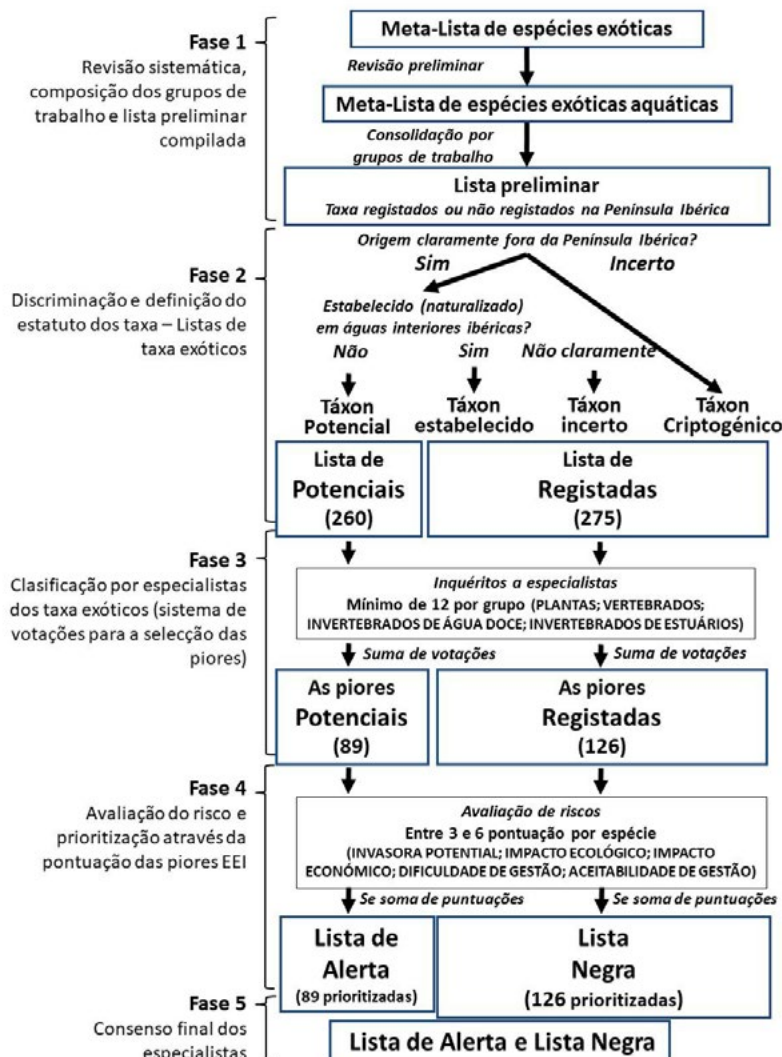 Fase 1
Revisão sistemática,
composição dos grupos de
trabalho e lista preliminar
compilada
Meta-Lista de espécies exóticas
Revisão preliminar
Meta-Lista de espécies exóticas aquáticas
Consolidação por
grupos de trabalho
Lista preliminar
Taxa registados ou não registados na Península Ibérica
Fase 2
Discriminação e definição do
estatuto dos taxa – Listas de
taxa exóticos
Origem claramente fora da Península Ibérica?
Sim
Incerto
Estabelecido (naturalizado)
em águas interiores ibéricas?
Não
Sim
Não claramente
Táxon
Potencial
Táxon
estabelecido
Táxon
incerto
Táxon
Criptogénico
Lista de
Potenciais
(260)
Lista de
Registadas
(275)
Fase 3
Clasificação por especialistas
dos taxa exóticos (sistema de
votações para a selecção das
piores)
Inquéritos a especialistas
Mínimo de 12 por grupo (PLANTAS; VERTEBRADOS;
INVERTEBRADOS DE ÁGUA DOCE; INVERTEBRADOS DE ESTUÁRIOS)
Suma de votações
Suma de votações
As piores
Potenciais
(89)
As piores
Registadas
(126)
Fase 4
Avaliação do risco e
prioritização através da
pontuação das piores EEI
Avaliação de riscos
Entre 3 e 6 pontuação por espécie
(INVASORA POTENTIAL; IMPACTO ECOLÓGICO; IMPACTO
ECONÓMICO; DIFICULDADE DE GESTÃO; ACEITABILIDADE DE GESTÃO)
Se soma de puntuações
Se soma de puntuações
Lista de
Alerta
(89 prioritizadas)
Lista
Negra
(126 prioritizadas)
Fase 5
Consenso final dos
especialistas
Lista de Alerta e Lista Negra